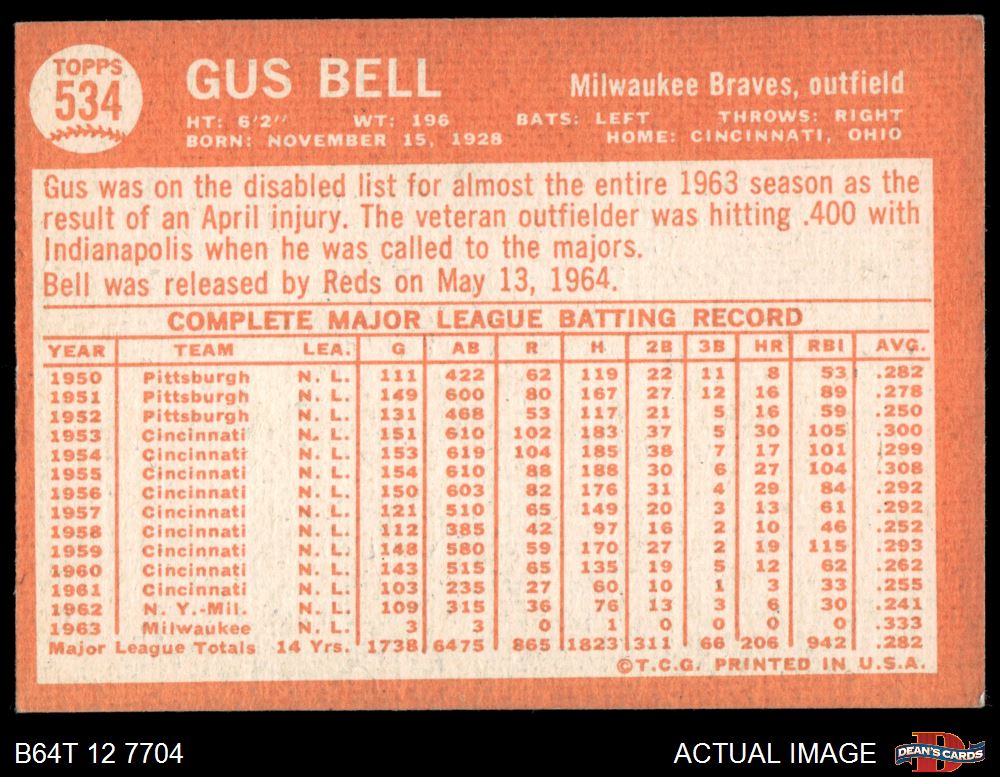 TOPPS
534
GUS BELL
Milwaukee Braves, outfield
HT: 6'2" WT: 196 BATS: LEFT THROWS: RIGHT
BORN: NOVEMBER 15, 1928 HOME: CINCINNATI, OHIO
Gus was on the disabled list for almost the entire 1963 season as the
result of an April injury. The veteran outfielder was hitting .400 with
Indianapolis when he was called to the majors.
Bell was released by Reds on May 13, 1964.
COMPLETE MAJOR LEAGUE BATTING RECORD
YEAR TEAM LEA. G AB R H 2B 3B HR RBI AVG.
1950 Pittsburgh N. L. 111 422 62 119 22 11 8 53 .282
1951 Pittsburgh N. L. 149 600 80 167 27 12 16 89 .278
1952 Pittsburgh N. L. 131 468 53 117 21 5 16 59 .250
1953 Cincinnati N. L. 151 610 102 183 37 5 30 105 .300
1954 Cincinnati N. L. 153 619 104 185 38 7 17 101 .299
1955 Cincinnati N. L. 154 610 88 188 30 6 27 104 .308
1956 Cincinnati N. L. 150 603 82 176 31 4 29 84 .292
1957 Cincinnati N. L. 121 510 65 149 20 3 13 61 .292
1958 Cincinnati N. L. 112 385 42 97 16 2 10 46 .252
1959 Cincinnati N. L. 148 580 59 170 27 2 19 115 .293
1960 Cincinnati N. L. 143 515 65 135 19 5 12 62 .262
1961 Cincinnati N. L. 103 235 27 60 10 1 3 33 .255
1962 N. Y.-Mil. N. L. 109 315 36 76 13 3 6 30 .241
1963 Milwaukee N. L. 3 3 0 1 0 0 0 0 .333
Major League Totals 14 Yrs. 1738 6475 865 1823 311 66 206 942 .282
©T.C.G. PRINTED IN U.S.A.
B64T 12 7704
ACTUAL IMAGE
DEAN'S CARDS